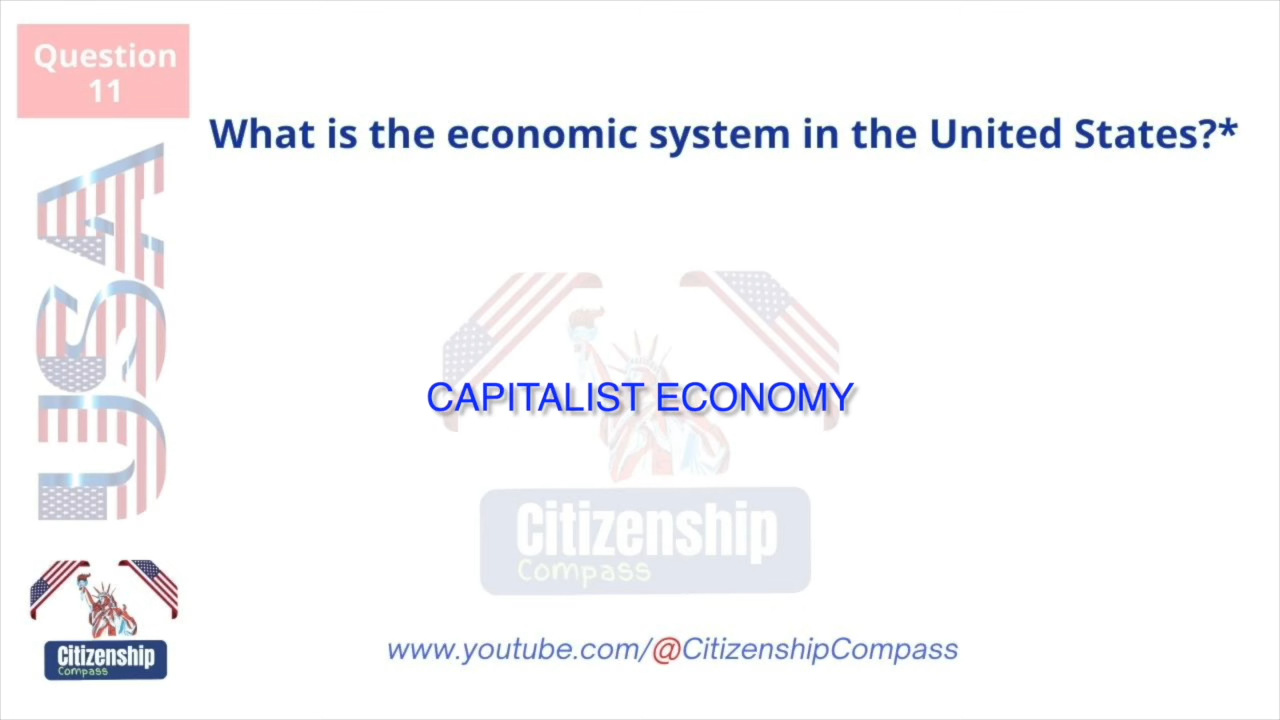 Question
11
What is the economic system in the United States?*
USA
CAPITALIST ECONOMY
Citizenship
Compass
Citizenship
Compass
www.youtube.com/@CitizenshipCompass